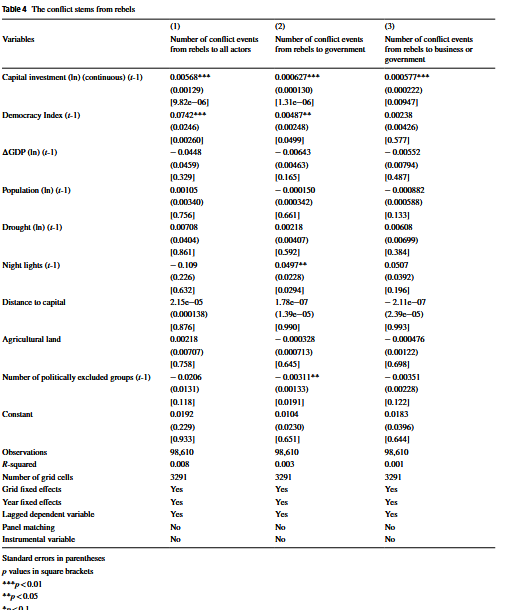 Table 4 The conflict stems from rebels
(1) (2) (3)
Variables Number of conflict events Number of conflict events Number of conflict events
from rebels to all actors from rebels to government from rebels to business or
government
Capital investment (ln) (continuous) (t-1) 0.00568*** 0.000627*** 0.000577***
(0.00129) (0.000130) (0.000222)
[9.82e−06] [1.31e−06] [0.00947]
Democracy Index (t-1) 0.0742*** 0.00487** 0.00238
(0.0246) (0.00248) (0.00426)
[0.00260] [0.0499] [0.577]
ΔGDP (ln) (t-1) − 0.0448 − 0.00643 − 0.00552
(0.0459) (0.00463) (0.00794)
[0.329] [0.165] [0.487]
Population (ln) (t-1) 0.00105 − 0.000150 − 0.000882
(0.00340) (0.000342) (0.000588)
[0.756] [0.661] [0.133]
Drought (ln) (t-1) 0.00708 0.00218 0.00608
(0.0404) (0.00407) (0.00699)
[0.861] [0.592] [0.384]
Night lights (t-1) − 0.109 0.0497** 0.0507
(0.226) (0.0228) (0.0392)
[0.632] [0.0294] [0.196]
Distance to capital 2.15e−05 1.78e−07 − 2.11e−07
(0.000138) (1.39e−05) (2.39e−05)
[0.876] [0.990] [0.993]
Agricultural land 0.00218 − 0.000328 − 0.000476
(0.00707) (0.000713) (0.00122)
[0.758] [0.645] [0.698]
Number of politically excluded groups (t-1) − 0.0206 − 0.00311** − 0.00351
(0.0131) (0.00133) (0.00228)
[0.118] [0.0191] [0.122]
Constant 0.0192 0.0104 0.0183
(0.229) (0.0230) (0.0396)
[0.933] [0.651] [0.644]
Observations 98,610 98,610 98,610
R-squared 0.008 0.003 0.001
Number of grid cells 3291 3291 3291
Grid fixed effects Yes Yes Yes
Year fixed effects Yes Yes Yes
Lagged dependent variable Yes Yes Yes
Panel matching No No No
Instrumental variable No No No
Standard errors in parentheses
p values in square brackets
***p<0.01
**p<0.05
*p<0.1